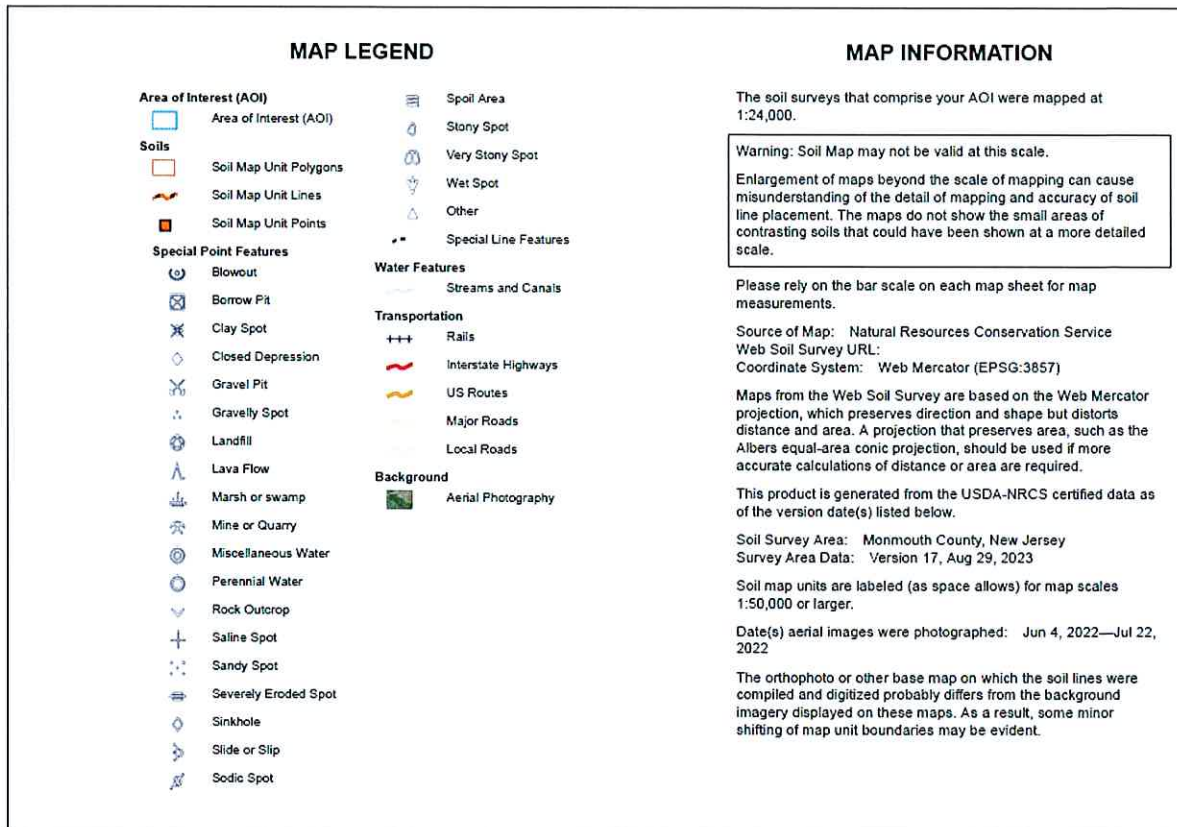 MAP LEGEND
Area of Interest (AOI)
Area of Interest (AOI)
Soils
Soil Map Unit Polygons
Soil Map Unit Lines
Soil Map Unit Points
Special Point Features
Blowout
Borrow Pit
Clay Spot
Closed Depression
Gravel Pit
Gravelly Spot
Landfill
Lava Flow
Marsh or swamp
Mine or Quarry
Miscellaneous Water
Perennial Water
Rock Outcrop
Saline Spot
Sandy Spot
Severely Eroded Spot
Sinkhole
Slide or Slip
Sodic Spot
Spoil Area
Stony Spot
Very Stony Spot
Wet Spot
Other
Special Line Features
Water Features
Streams and Canals
Transportation
Rails
Interstate Highways
US Routes
Major Roads
Local Roads
Background
Aerial Photography
MAP INFORMATION
The soil surveys that comprise your AOI were mapped at
1:24,000.
Warning: Soil Map may not be valid at this scale.
Enlargement of maps beyond the scale of mapping can cause
misunderstanding of the detail of mapping and accuracy of soil
line placement. The maps do not show the small areas of
contrasting soils that could have been shown at a more detailed
scale.
Please rely on the bar scale on each map sheet for map
measurements.
Source of Map: Natural Resources Conservation Service
Web Soil Survey URL:
Coordinate System: Web Mercator (EPSG:3857)
Maps from the Web Soil Survey are based on the Web Mercator
projection, which preserves direction and shape but distorts
distance and area. A projection that preserves area, such as the
Albers equal-area conic projection, should be used if more
accurate calculations of distance or area are required.
This product is generated from the USDA-NRCS certified data as
of the version date(s) listed below.
Soil Survey Area: Monmouth County, New Jersey
Survey Area Data: Version 17, Aug 29, 2023
Soil map units are labeled (as space allows) for map scales
1:50,000 or larger.
Date(s) aerial images were photographed: Jun 4, 2022—Jul 22,
2022
The orthophoto or other base map on which the soil lines were
compiled and digitized probably differs from the background
imagery displayed on these maps. As a result, some minor
shifting of map unit boundaries may be evident.